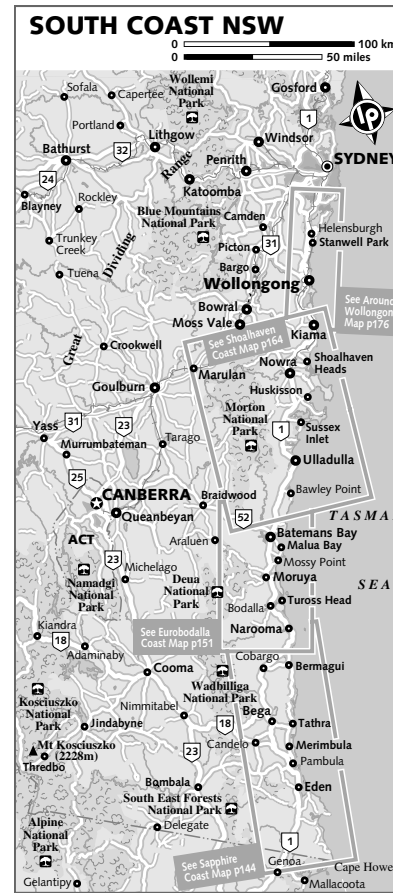 SOUTH COAST NSW
0 100 km
0 50 miles
Wollemi
National
Park
Gosford
Sofala
Capertee
1
lp
Portland
Lithgow
Windsor
32
Bathurst
Penrith
SYDNEY
Range
24
Katoomba
Blayney
Rockley
Blue Mountains
National Park
Camden
Helensburgh
Stanwell Park
Trunkey
Creek
Picton
31
Dividing
Bargo
Tuena
Wollongong
See Around
Wollongong
Map p176
Bowral
Moss Vale
Kiama
See Shoalhaven
Coast Map p164
Great
Crookwell
Shoalhaven
Heads
Marulan
Nowra
Goulburn
Huskisson
Morton
National
Park
31
23
1
Sussex
Inlet
Yass
Tarago
Murrumbateman
Ulladulla
25
CANBERRA
Braidwood
Bawley Point
Queanbeyan
52
TASMAN
ACT
Araluen
Batemans Bay
Malua Bay
23
Michelago
Mossy Point
SEA
Namadgi
National
Park
Deua
National
Park
Moruya
Bodalla
Tuross Head
Kiandra
See Eurobodalla
Coast Map p151
Narooma
18
Adaminaby
Cooma
Cobargo
Bermagui
Wadbilliga
National Park
Kosciuszko
National
Park
Nimmitabel
Bega
18
Jindabyne
Tathra
Mt Kosciuszko
(2228m)
Candelo
Merimbula
23
Thredbo
Pambula
Bombala
Eden
South East Forests
National Park
Alpine
National
Park
Delegate
1
See Sapphire
Coast Map p144
Genoa
Cape Howe
Gelantipy
Mallacoota